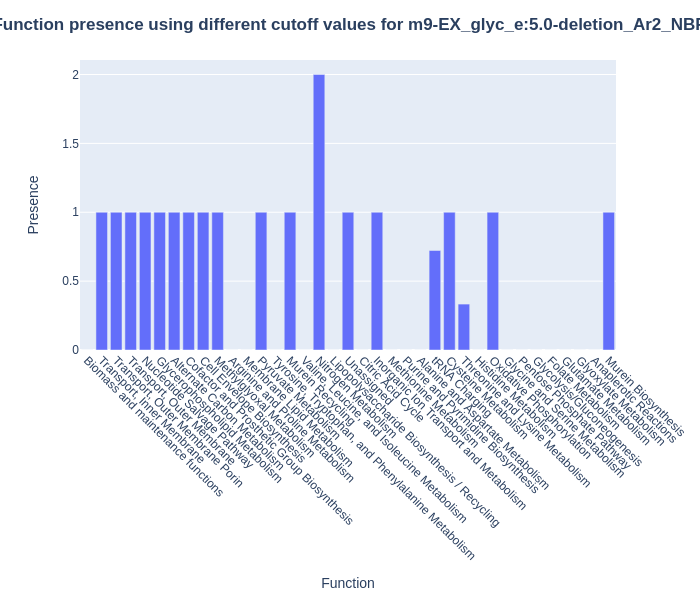 Function presence using different cutoff values for m9-EX_glyc_e:5.0-deletion_Ar2_NBF
Presence
2
1.5
1
0.5
0
Biomass and maintenance functions
Transport, Inner Membrane
Transport, Outer Membrane
Transport, Outer Membrane Porin
Nucleotide Salvage Pathway
Glycerophospholipid Metabolism
Alternate Carbon Metabolism
Cofactor and Prosthetic Group Biosynthesis
Cell Envelope Biosynthesis
Methylglyoxal Metabolism
Arginine and Proline Metabolism
Membrane Lipid Metabolism
Pyruvate Metabolism
Tyrosine, Tryptophan, and Phenylalanine Metabolism
Murein Recycling
Valine, Leucine, and Isoleucine Metabolism
Nitrogen Metabolism
Lipopolysaccharide Biosynthesis / Recycling
Unassigned
Citric Acid Cycle
Inorganic Ion Transport and Metabolism
Methionine Metabolism
Purine and Pyrimidine Biosynthesis
Alanine and Aspartate Metabolism
tRNA Charging
Cysteine Metabolism
Threonine and Lysine Metabolism
Histidine Metabolism
Oxidative Phosphorylation
Glycine and Serine Metabolism
Pentose Phosphate Pathway
Glycolysis/Gluconeogenesis
Folate Metabolism
Glutamate Metabolism
Glyoxylate Metabolism
Anaplerotic Reactions
Murein Biosynthesis
Function